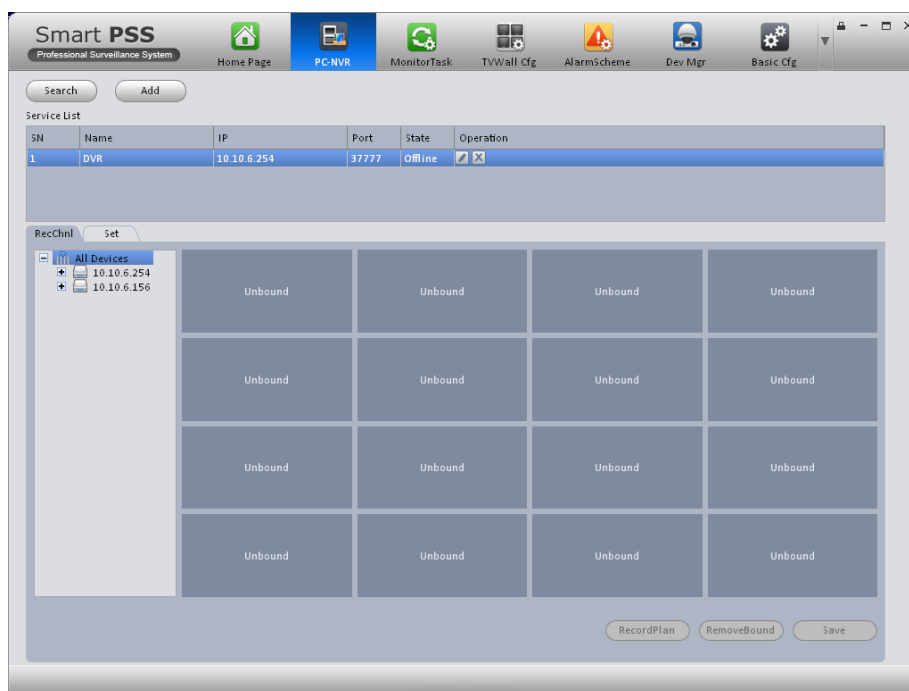 Smart PSS
Professional Surveillance System
Home Page PC-NVR MonitorTask TVWall Cfg AlarmScheme Dev Mgr Basic Cfg
Search Add
Service List
SN Name IP Port State Operation
1 DVR 10.10.6.254 37777 Offline
RecChnl Set
All Devices
10.10.6.254
10.10.6.156
Unbound Unbound Unbound Unbound
Unbound Unbound Unbound Unbound
Unbound Unbound Unbound Unbound
Unbound Unbound Unbound Unbound
RecordPlan RemoveBound Save